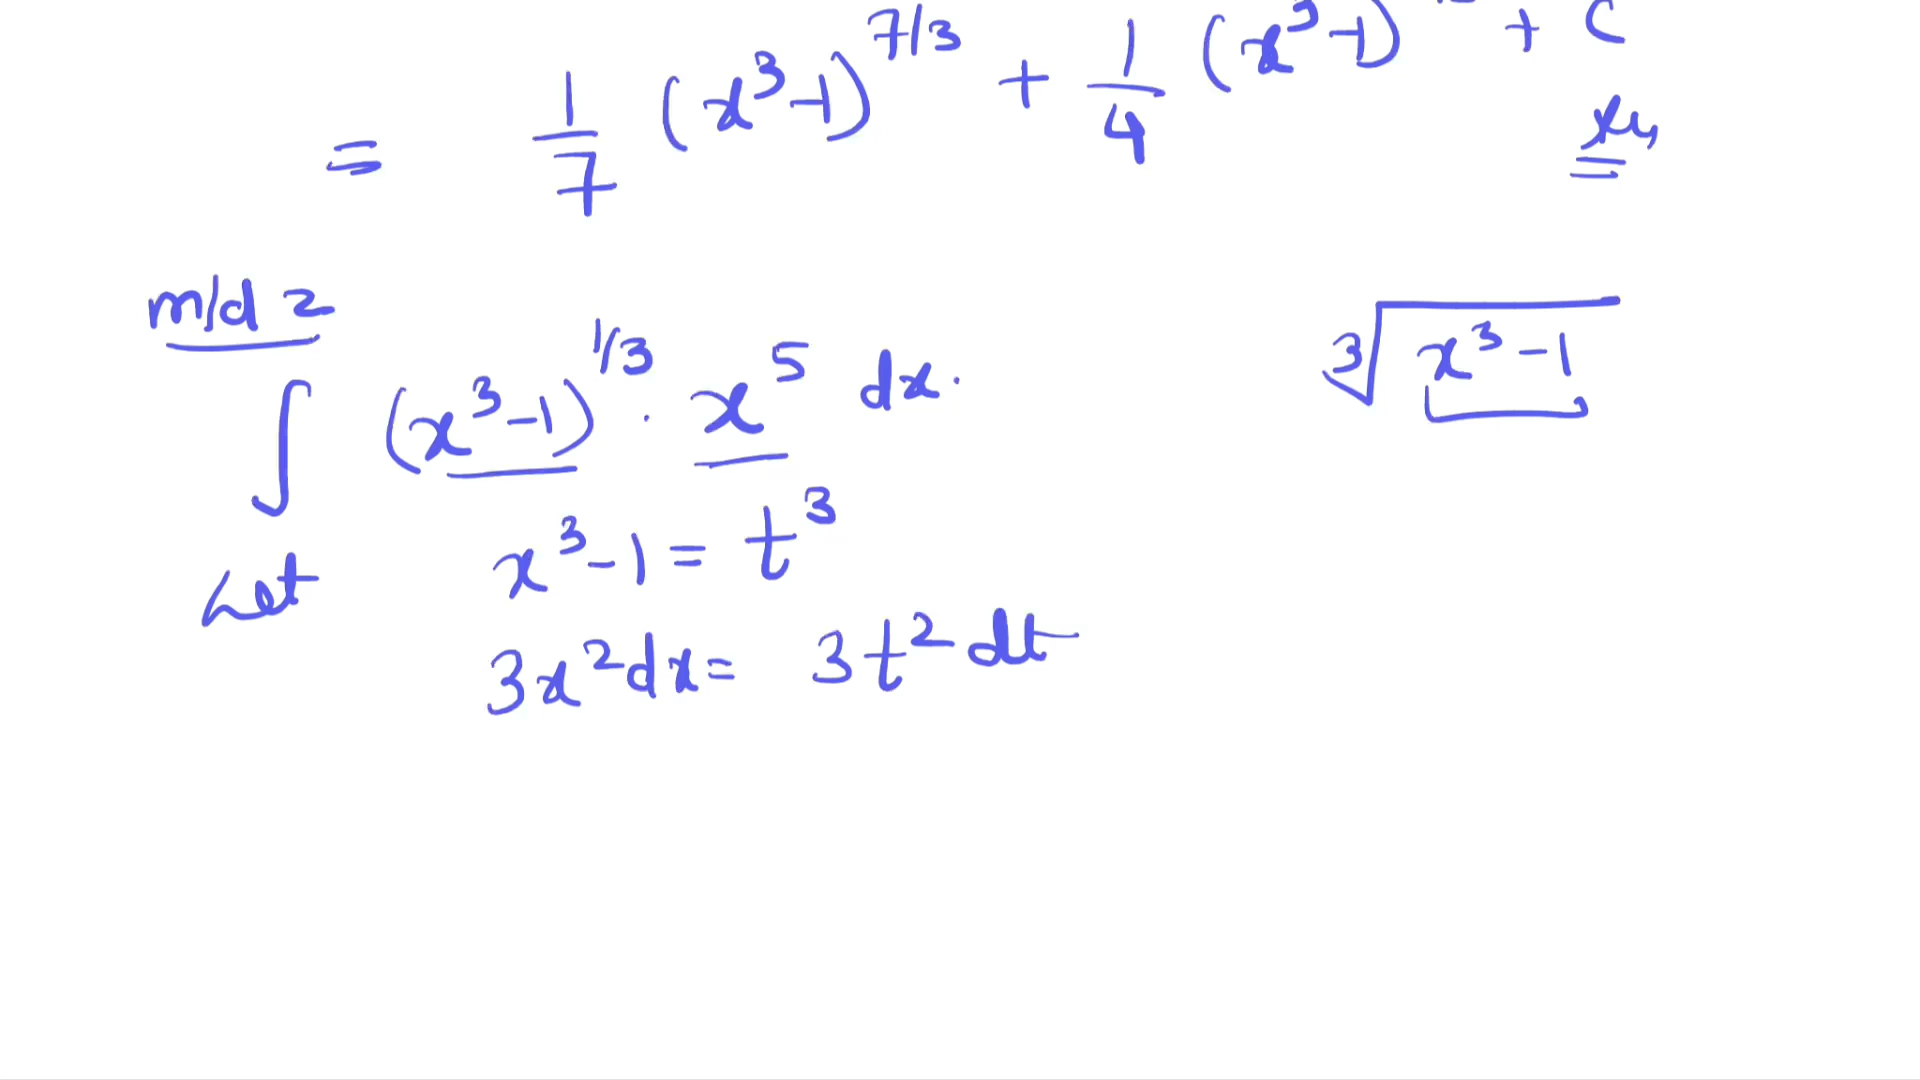 = 1/7 (x³-1)^7/3 + 1/4 (x³-1) + C
m/d 2
∫ (x³-1)^1/3 . x⁵ dx.
∛(x³-1)
Let x³-1 = t³
3x²dx = 3t²dt